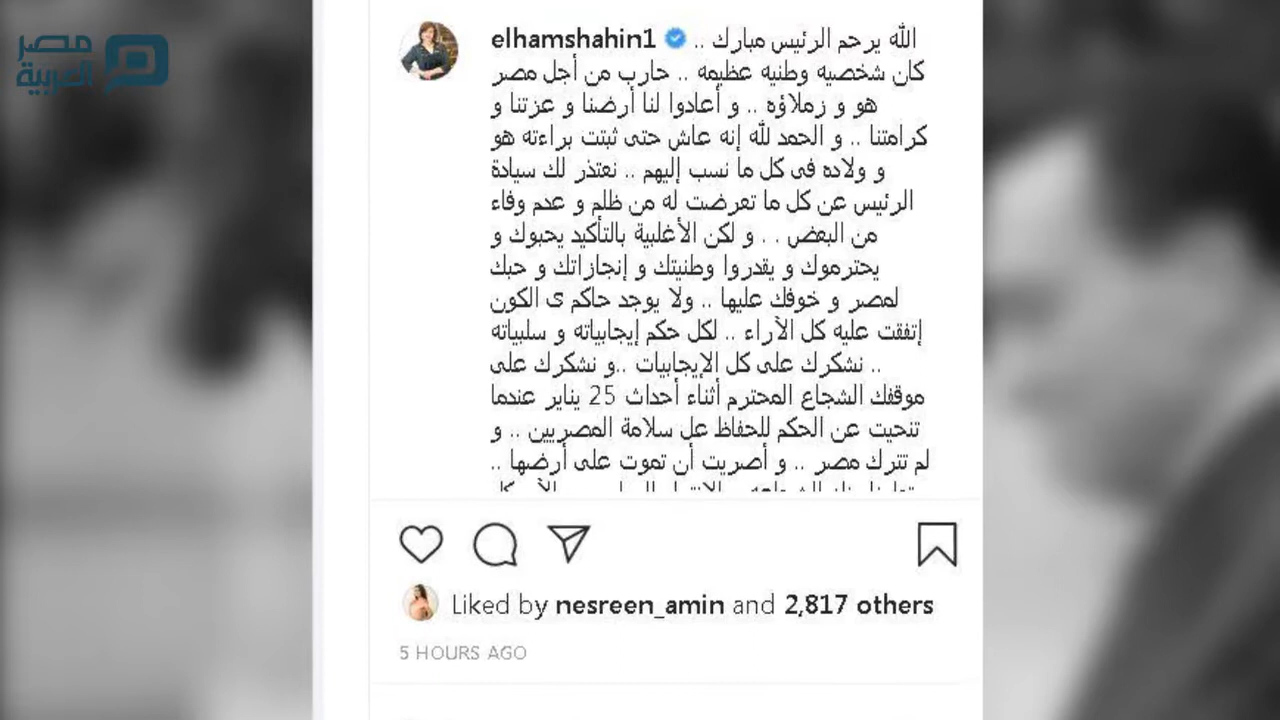 مصر
العربية
elhamshahin1 الله يرحم الرئيس مبارك ..
كان شخصيه وطنيه عظيمه .. حارب من أجل مصر
هو و زملاؤه .. و أعادوا لنا أرضنا و عزتنا و
كرامتنا .. و الحمد لله إنه عاش حتى ثبتت براءته هو
و ولاده فى كل ما نسب إليهم .. نعتذر لك سيادة
الرئيس عن كل ما تعرضت له من ظلم و عدم وفاء
من البعض . . و لكن الأغلبية بالتأكيد يحبوك و
يحترموك و يقدروا وطنيتك و إنجازاتك و حبك
لمصر و خوفك عليها .. ولا يوجد حاكم ى الكون
إتفقت عليه كل الآراء .. لكل حكم إيجابياته و سلبياته
.. نشكرك على كل الإيجابيات ..و نشكرك على
موقفك الشجاع المحترم أثناء أحداث 25 يناير عندما
تنحيت عن الحكم للحفاظ عل سلامة المصريين .. و
لم تترك مصر .. و أصريت أن تموت على أرضها ..
Liked by nesreen_amin and 2,817 others
5 HOURS AGO